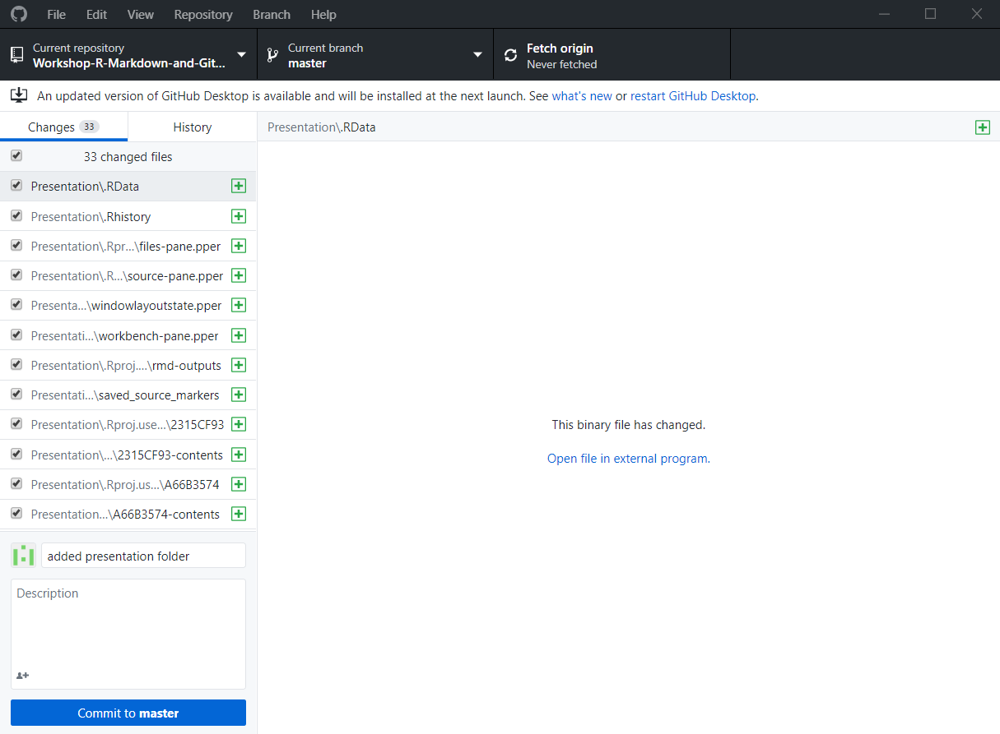 File Edit View Repository Branch Help
Current repository
Workshop-R-Markdown-and-Git...
Current branch
master
Fetch origin
Never fetched
An updated version of GitHub Desktop is available and will be installed at the next launch. See what's new or restart GitHub Desktop.
Changes 33
History
Presentation\.RData
33 changed files
Presentation\.RData
Presentation\.Rhistory
Presentation\.Rpr...\files-pane.pper
Presentation\.R...\source-pane.pper
Presenta...\windowlayoutstate.pper
Presentati...\workbench-pane.pper
Presentation\.Rproj....\rmd-outputs
Presentati...\saved_source_markers
Presentation\.Rproj.use...\2315CF93
Presentation\...\2315CF93-contents
Presentation\.Rproj.us...\A66B3574
Presentation...\A66B3574-contents
This binary file has changed.
Open file in external program.
added presentation folder
Description
Commit to master